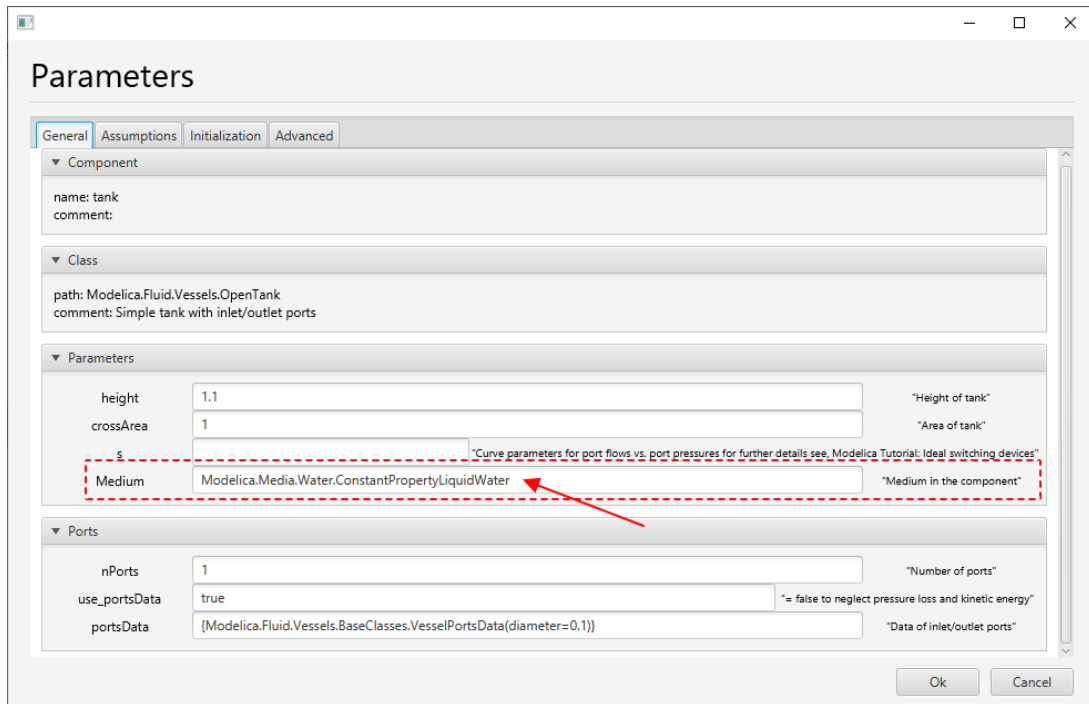 Parameters
General Assumptions Initialization Advanced
Component
name: tank
comment:
Class
path: Modelica.Fluid.Vessels.OpenTank
comment: Simple tank with inlet/outlet ports
Parameters
height 1.1 "Height of tank"
crossArea 1 "Area of tank"
s "Curve parameters for port flows vs. port pressures for further details see, Modelica Tutorial: Ideal switching devices"
Medium Modelica.Media.Water.ConstantPropertyLiquidWater "Medium in the component"
Ports
nPorts 1 "Number of ports"
use_portsData true "= false to neglect pressure loss and kinetic energy"
portsData {Modelica.Fluid.Vessels.BaseClasses.VesselPortsData(diameter=0.1)} "Data of inlet/outlet ports"
Ok Cancel